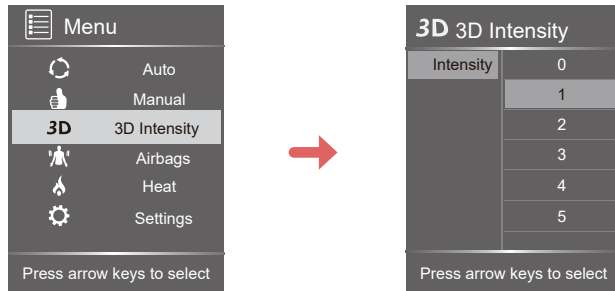 Menu
Auto
Manual
3D 3D Intensity
Airbags
Heat
Settings
Press arrow keys to select
3D 3D Intensity
Intensity 0
1
2
3
4
5
Press arrow keys to select